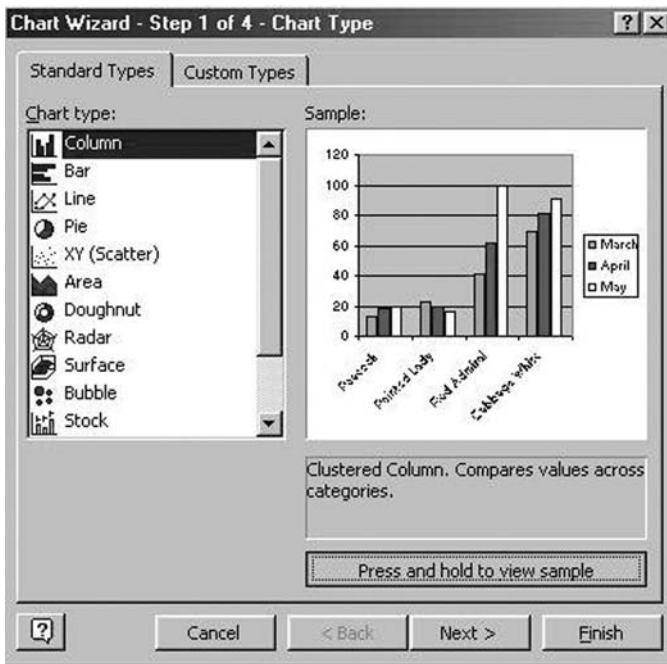 Chart Wizard - Step 1 of 4 - Chart Type
Standard Types
Custom Types
Chart type:
Column
Bar
Line
Pie
XY (Scatter)
Area
Doughnut
Radar
Surface
Bubble
Stock
Sample:
120
100
80
60
40
20
0
Peacock
Painted Lady
Red Admiral
Cabbage White
March
April
May
Clustered Column. Compares values across
categories.
Press and hold to view sample
Cancel
< Back
Next >
Finish